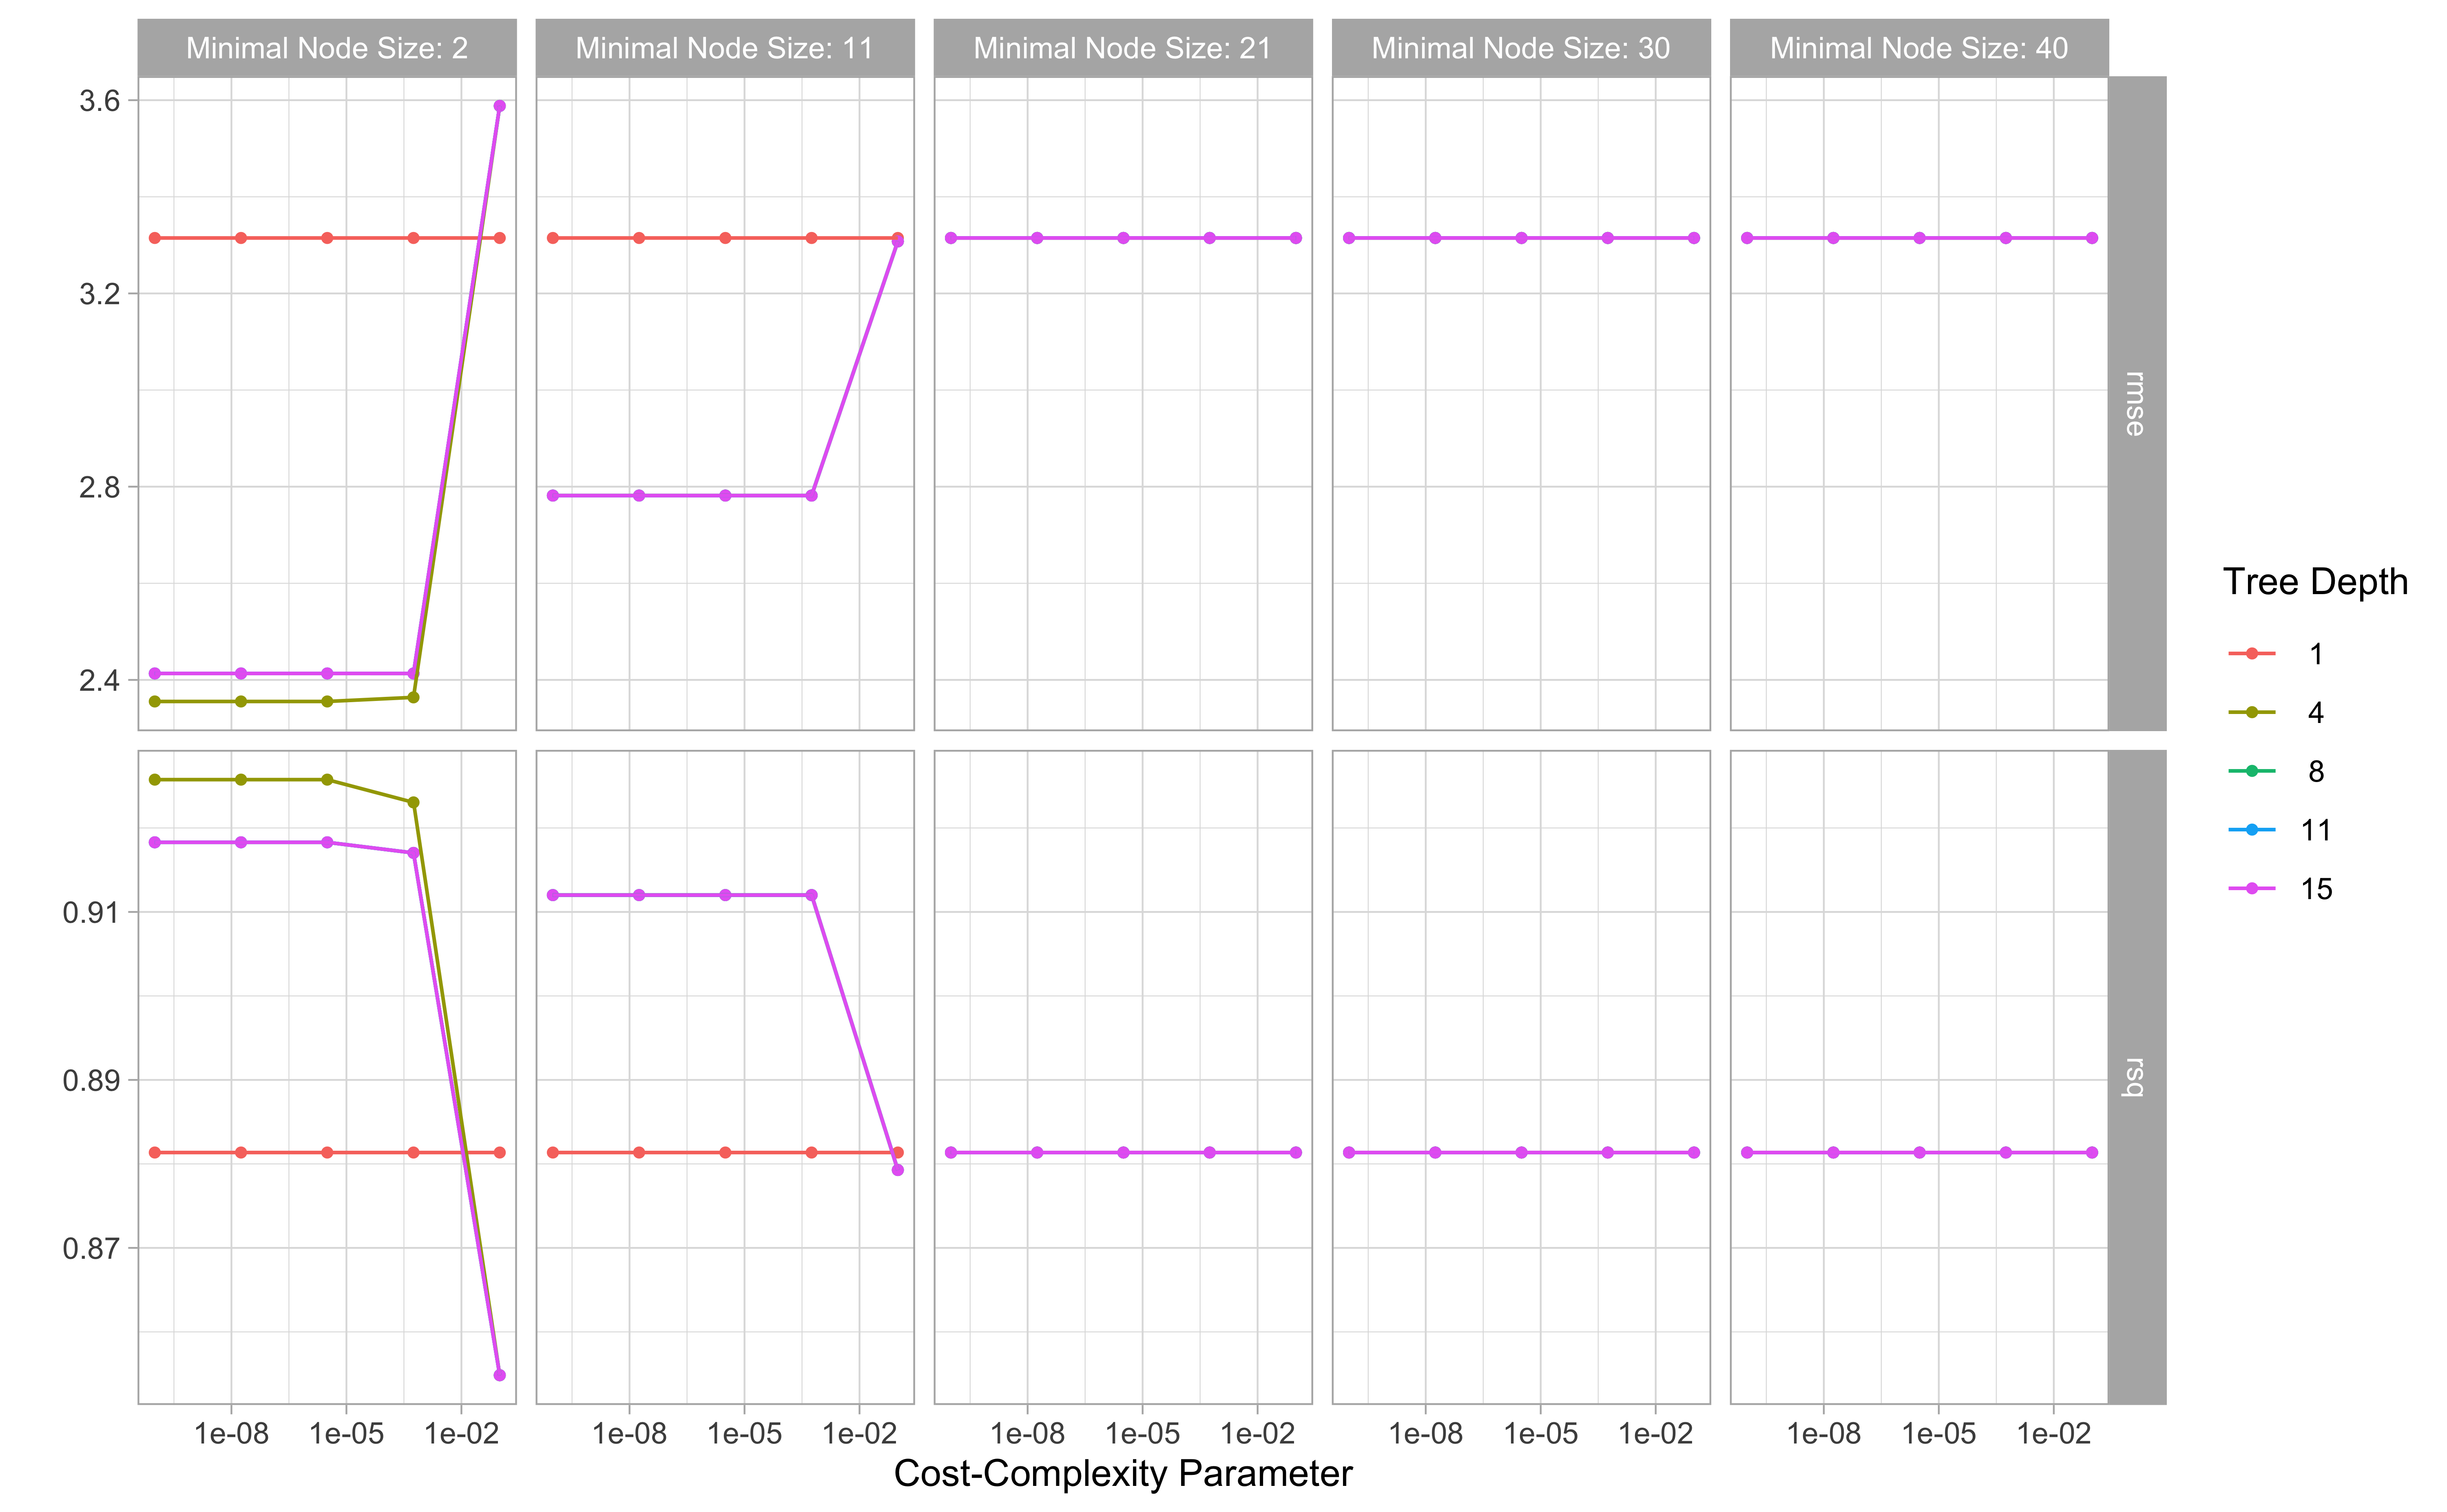 Minimal Node Size: 2
Minimal Node Size: 11
Minimal Node Size: 21
Minimal Node Size: 30
Minimal Node Size: 40
3.6
3.2
2.8
2.4
rmse
0.91
0.89
0.87
rsq
1e-08 1e-05 1e-02
1e-08 1e-05 1e-02
1e-08 1e-05 1e-02
1e-08 1e-05 1e-02
1e-08 1e-05 1e-02
Cost-Complexity Parameter
Tree Depth
1
4
8
11
15